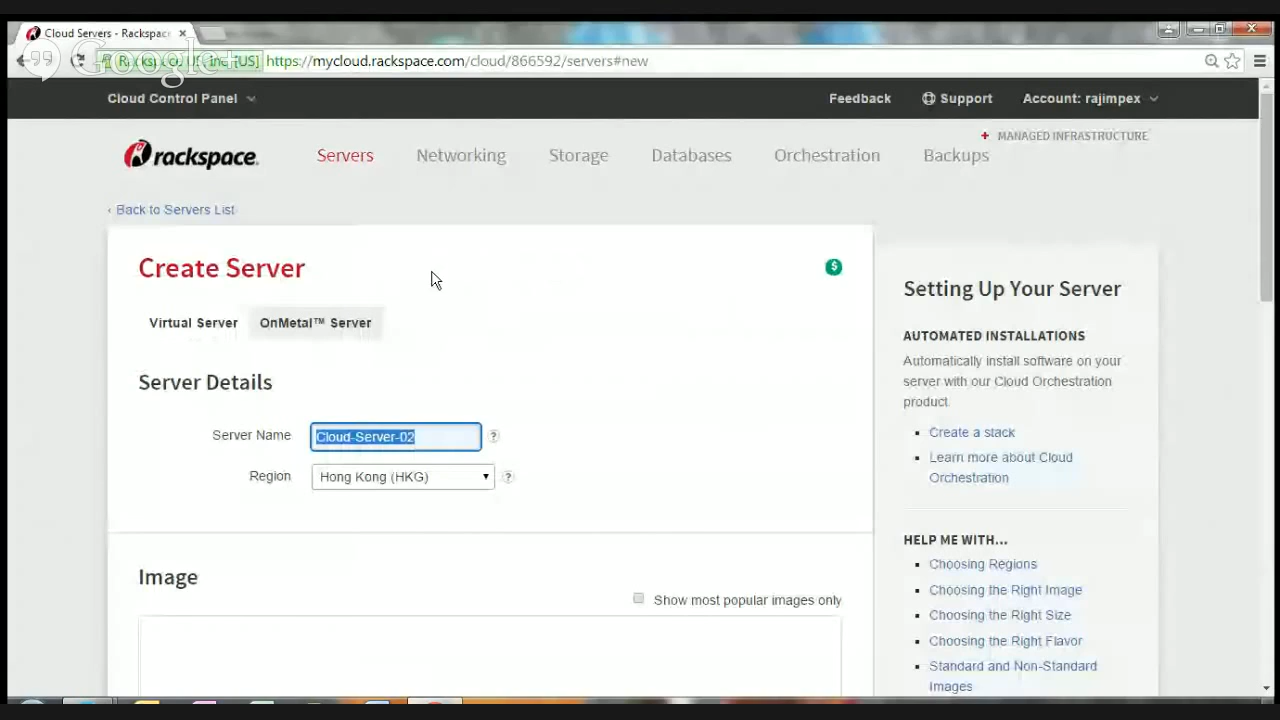 Cloud Servers - Rackspac
Google+
https://mycloud.rackspace.com/cloud/866592/servers#new
Cloud Control Panel
Feedback
Support
Account: rajimpex
MANAGED INFRASTRUCTURE
rackspace
Servers
Networking
Storage
Databases
Orchestration
Backups
‹ Back to Servers List
Create Server
Virtual Server
OnMetal™ Server
Server Details
Server Name
Cloud-Server-02
?
Region
Hong Kong (HKG)
?
Image
Show most popular images only
$
Setting Up Your Server
AUTOMATED INSTALLATIONS
Automatically install software on your
server with our Cloud Orchestration
product.
Create a stack
Learn more about Cloud
Orchestration
HELP ME WITH...
Choosing Regions
Choosing the Right Image
Choosing the Right Size
Choosing the Right Flavor
Standard and Non-Standard
Images